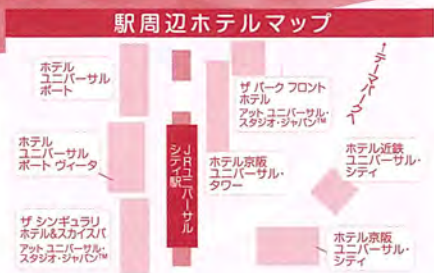 駅周辺ホテルマップ
ホテル
ユニバーサル
ポート
ホテル
ユニバーサル
ポート ヴィータ
ザ シンギュラリ
ホテル&スカイスパ
アット ユニバーサル・
スタジオ・ジャパン™
JRユニバーサル
シティ駅
ザ パーク フロント
ホテル
アット ユニバーサル・
スタジオ・ジャパン™
ホテル京阪
ユニバーサル・
タワー
↑テーマパークへ
ホテル近鉄
ユニバーサル・
シティ
ホテル京阪
ユニバーサル・
シティ